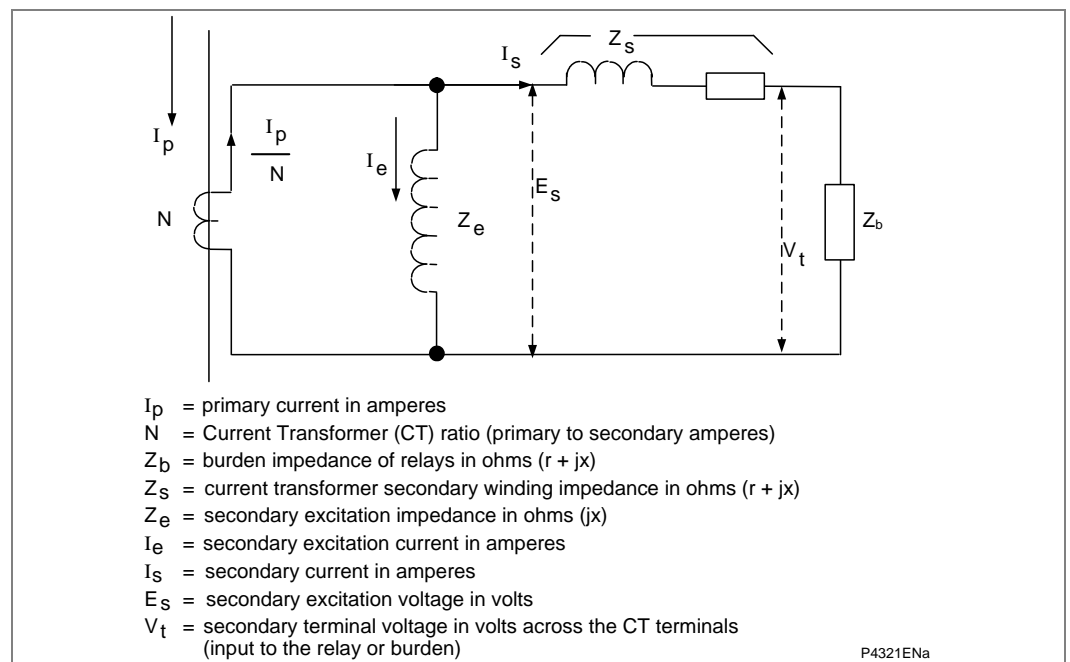 Zs
Is
Ip
Ip
N
Ie
Es
N
Ze
Zb
Vt
Ip = primary current in amperes
N = Current Transformer (CT) ratio (primary to secondary amperes)
Zb = burden impedance of relays in ohms (r + jx)
Zs = current transformer secondary winding impedance in ohms (r + jx)
Ze = secondary excitation impedance in ohms (jx)
Ie = secondary excitation current in amperes
Is = secondary current in amperes
Es = secondary excitation voltage in volts
Vt = secondary terminal voltage in volts across the CT terminals
(input to the relay or burden)
P4321ENa